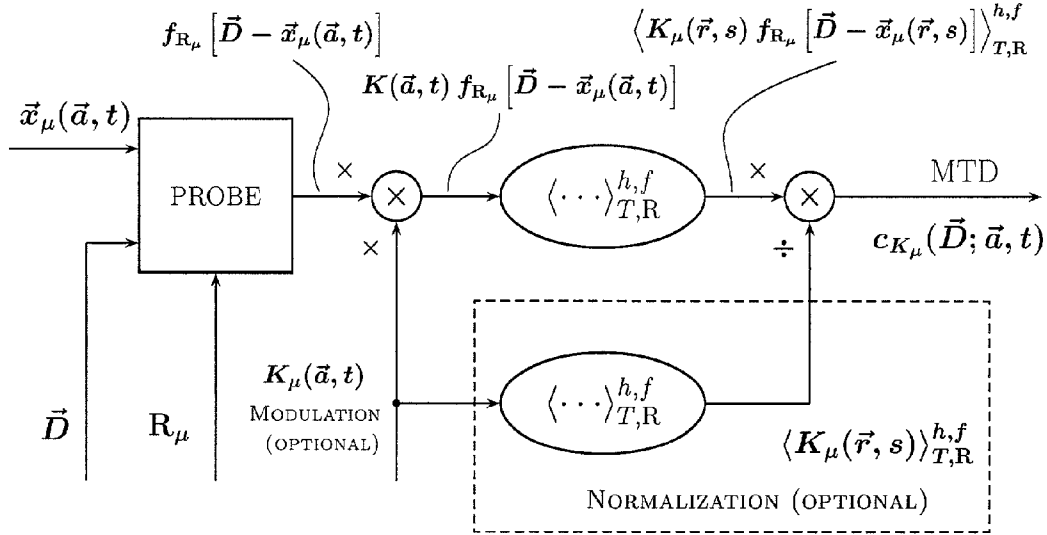 f_{R_μ} [D⃗ − x⃗_μ(a⃗, t)]
⟨K_μ(r⃗, s) f_{R_μ} [D⃗ − x⃗_μ(r⃗, s)]⟩^{h,f}_{T,R}
K(a⃗, t) f_{R_μ} [D⃗ − x⃗_μ(a⃗, t)]
x⃗_μ(a⃗, t)
PROBE
×
×
×
⟨· · ·⟩^{h,f}_{T,R}
×
×
÷
MTD
c_{K_μ}(D⃗; a⃗, t)
D⃗
R_μ
K_μ(a⃗, t)
MODULATION
(OPTIONAL)
⟨· · ·⟩^{h,f}_{T,R}
⟨K_μ(r⃗, s)⟩^{h,f}_{T,R}
NORMALIZATION (OPTIONAL)